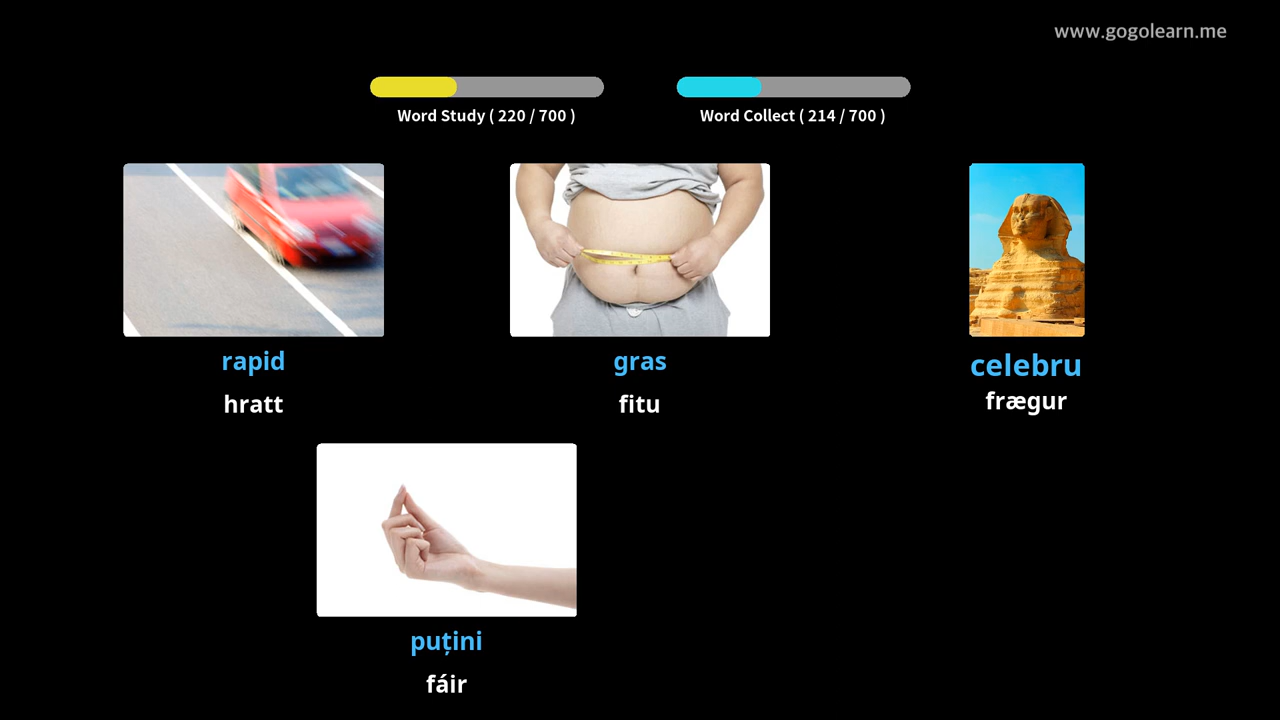 www.gogolearn.me
Word Study ( 220 / 700 )
Word Collect ( 214 / 700 )
rapid
hratt
gras
fitu
celebru
frægur
puțini
fáir